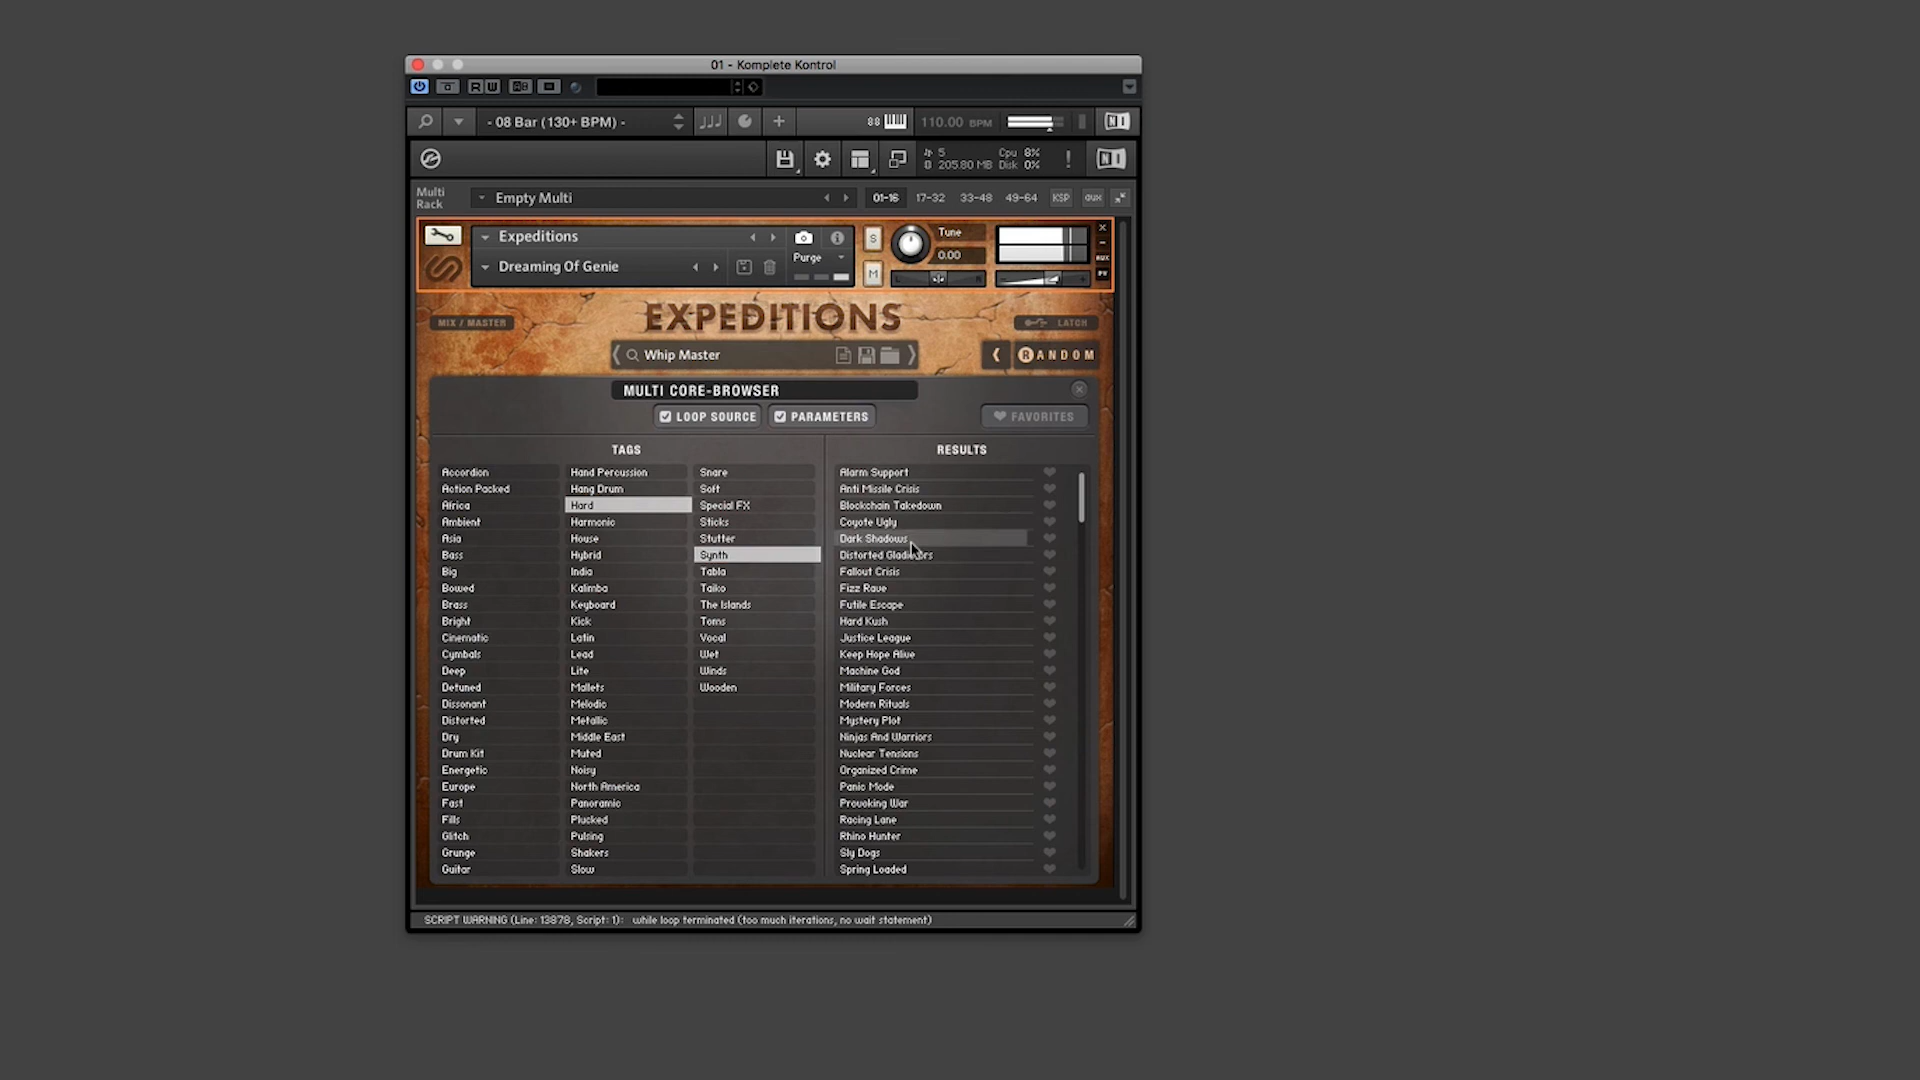 01 - Komplete Kontrol
R W
- 08 Bar (130+ BPM) -
88
110.00 BPM
5
Cpu 8%
205.80 MB
Disk 0%
!
Multi
Rack
Empty Multi
01-16
17-32
33-48
49-64
KSP
AUX
Expeditions
Purge
S
Tune
0.00
Dreaming Of Genie
M
AUX
PV
MIX / MASTER
EXPEDITIONS
LATCH
Whip Master
RANDOM
MULTI CORE-BROWSER
LOOP SOURCE
PARAMETERS
FAVORITES
TAGS
RESULTS
Accordion
Action Packed
Africa
Ambient
Asia
Bass
Big
Bowed
Brass
Bright
Cinematic
Cymbals
Deep
Detuned
Dissonant
Distorted
Dry
Drum Kit
Energetic
Europe
Fast
Fills
Glitch
Grunge
Guitar
Hand Percussion
Hang Drum
Hard
Harmonic
House
Hybrid
India
Kalimba
Keyboard
Kick
Latin
Lead
Lite
Mallets
Melodic
Metallic
Middle East
Muted
Noisy
North America
Panoramic
Plucked
Pulsing
Shakers
Slow
Snare
Soft
Special FX
Sticks
Stutter
Synth
Tabla
Taiko
The Islands
Toms
Vocal
Wet
Winds
Wooden
Alarm Support
Anti Missile Crisis
Blockchain Takedown
Coyote Ugly
Dark Shadows
Distorted Gladiators
Fallout Crisis
Fizz Rave
Futile Escape
Hard Kush
Justice League
Keep Hope Alive
Machine God
Military Forces
Modern Rituals
Mystery Plot
Ninjas And Warriors
Nuclear Tensions
Organized Crime
Panic Mode
Provoking War
Racing Lane
Rhino Hunter
Sly Dogs
Spring Loaded
SCRIPT WARNING (Line: 13878, Script: 1): while loop terminated (too much iterations, no wait statement)